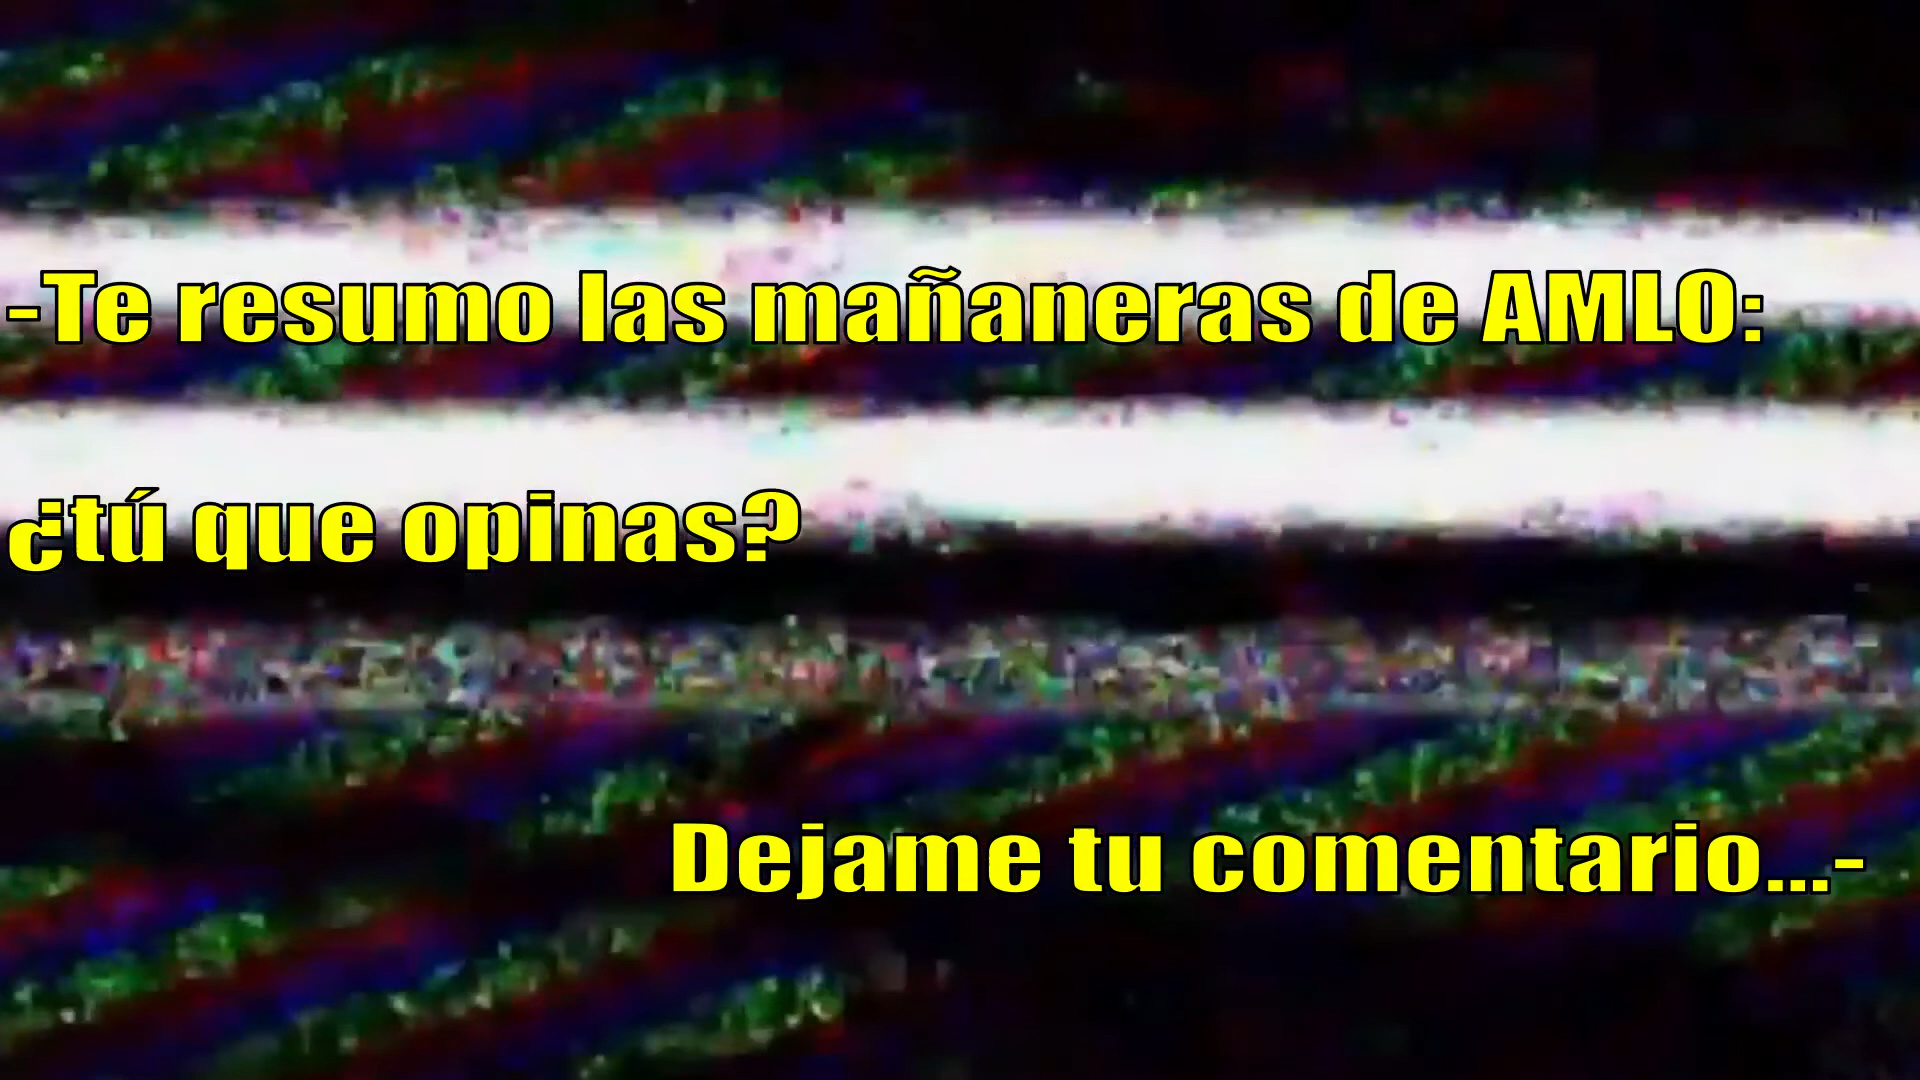 -Te resumo las mañaneras de AMLO:
¿tú que opinas?
Dejame tu comentario...-